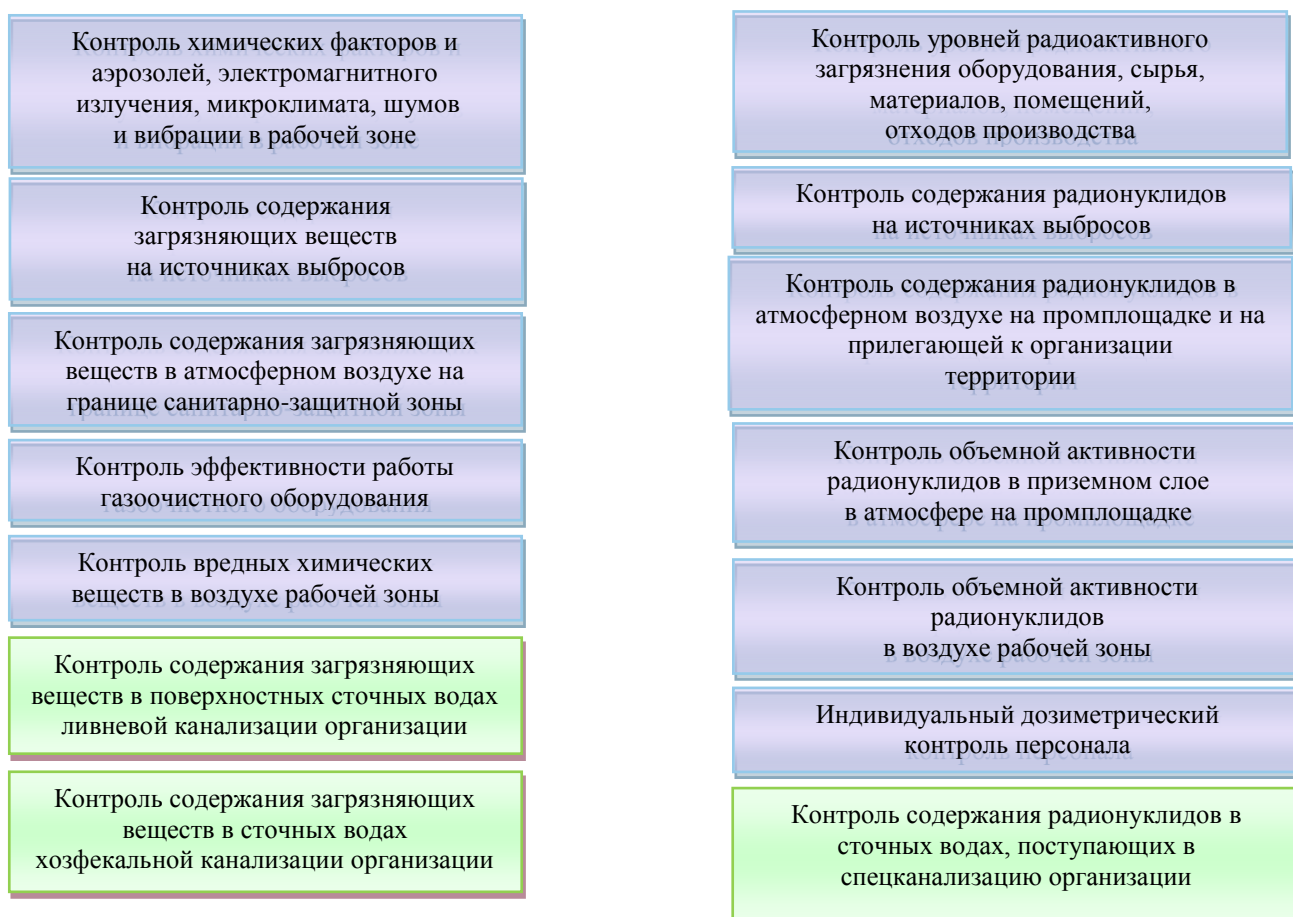 Контроль химических факторов и
аэрозолей, электромагнитного
излучения, микроклимата, шумов
и вибрации в рабочей зоне
Контроль содержания
загрязняющих веществ
на источниках выбросов
Контроль содержания загрязняющих
веществ в атмосферном воздухе на
границе санитарно-защитной зоны
Контроль эффективности работы
газоочистного оборудования
Контроль вредных химических
веществ в воздухе рабочей зоны
Контроль содержания загрязняющих
веществ в поверхностных сточных водах
ливневой канализации организации
Контроль содержания загрязняющих
веществ в сточных водах
хозфекальной канализации организации
Контроль уровней радиоактивного
загрязнения оборудования, сырья,
материалов, помещений,
отходов производства
Контроль содержания радионуклидов
на источниках выбросов
Контроль содержания радионуклидов в
атмосферном воздухе на промплощадке и на
прилегающей к организации
территории
Контроль объемной активности
радионуклидов в приземном слое
в атмосфере на промплощадке
Контроль объемной активности
радионуклидов
в воздухе рабочей зоны
Индивидуальный дозиметрический
контроль персонала
Контроль содержания радионуклидов в
сточных водах, поступающих в
спецканализацию организации